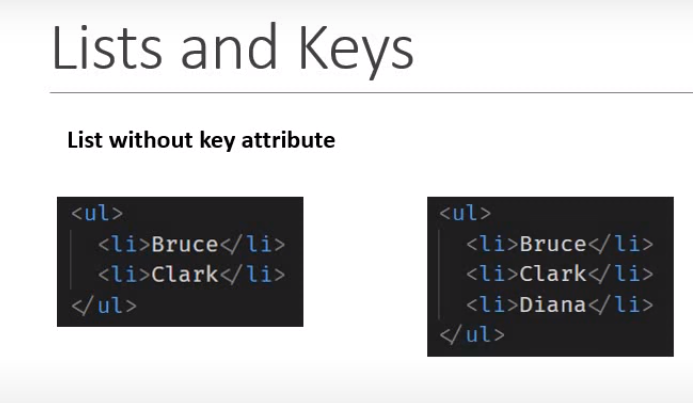 Lists and Keys
List without key attribute
<ul>
<li>Bruce</li>
<li>Clark</li>
</ul>
<ul>
<li>Bruce</li>
<li>Clark</li>
<li>Diana</li>
</ul>